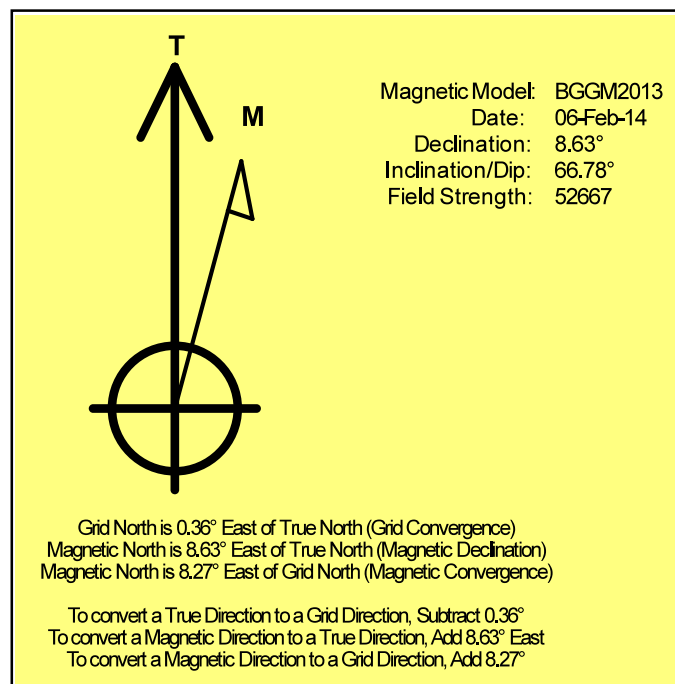 T
M
Magnetic Model: BGGM2013
Date: 06-Feb-14
Declination: 8.63°
Inclination/Dip: 66.78°
Field Strength: 52667
Grid North is 0.36° East of True North (Grid Convergence)
Magnetic North is 8.63° East of True North (Magnetic Declination)
Magnetic North is 8.27° East of Grid North (Magnetic Convergence)
To convert a True Direction to a Grid Direction, Subtract 0.36°
To convert a Magnetic Direction to a True Direction, Add 8.63° East
To convert a Magnetic Direction to a Grid Direction, Add 8.27°